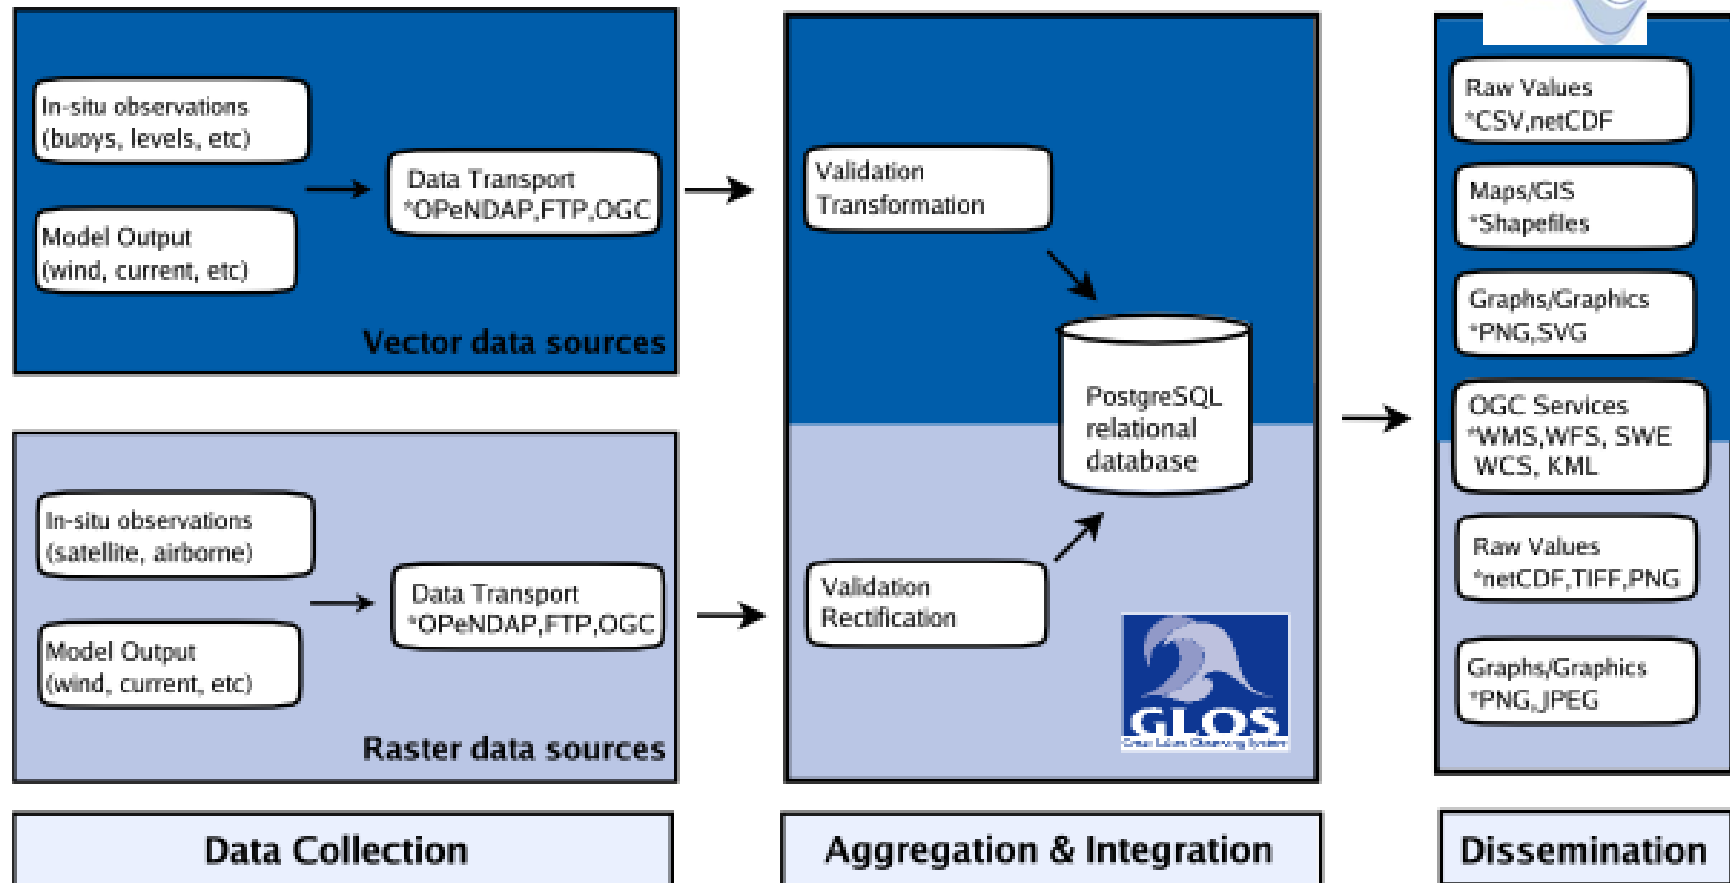 In-situ observations
(buoys, levels, etc)
Model Output
(wind, current, etc)
Data Transport
*OPeNDAP,FTP,OGC
Vector data sources
In-situ observations
(satellite, airborne)
Model Output
(wind, current, etc)
Data Transport
*OPeNDAP,FTP,OGC
Raster data sources
Data Collection
Validation
Transformation
PostgreSQL
relational
database
Validation
Rectification
GLOS
Great Lakes Observing System
Aggregation & Integration
Raw Values
*CSV,netCDF
Maps/GIS
*Shapefiles
Graphs/Graphics
*PNG,SVG
OGC Services
*WMS,WFS, SWE
WCS, KML
Raw Values
*netCDF,TIFF,PNG
Graphs/Graphics
*PNG,JPEG
Dissemination